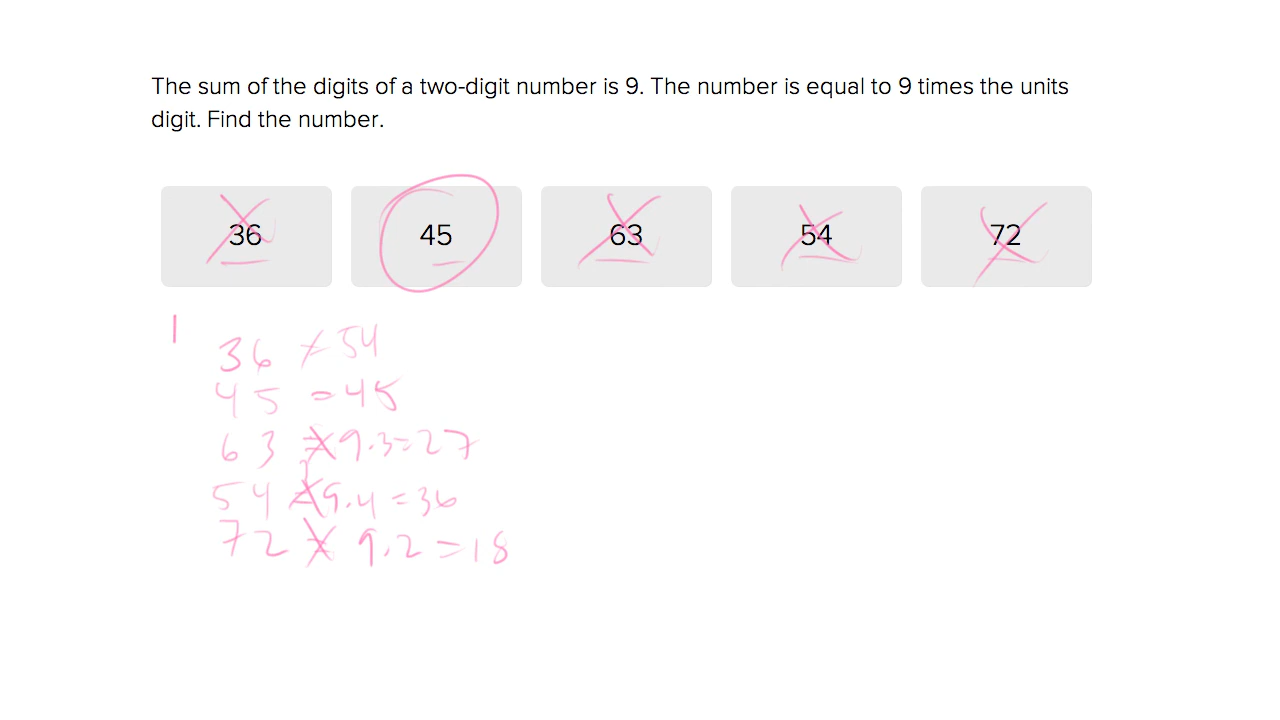 The sum of the digits of a two-digit number is 9. The number is equal to 9 times the units
digit. Find the number.
36 45 63 54 72
1
36 ≠ 54
45 = 45
63 ≠ 9.3=27
54 ≠ 9.4=36
72 ≠ 9.2=18